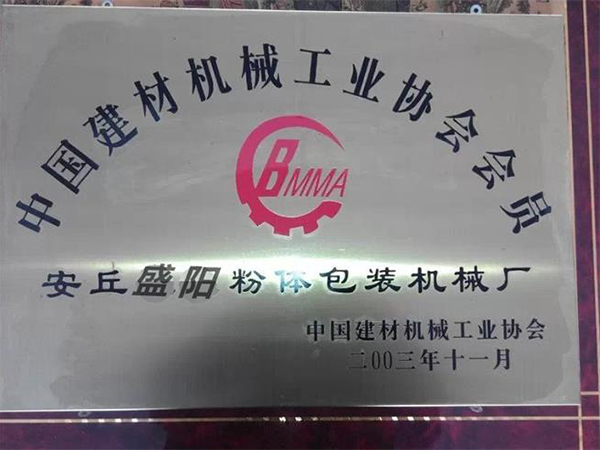 中国建材机械工业协会会员
CBMMA
安丘盛阳粉体包装机械厂
中国建材机械工业协会
二00三年十一月